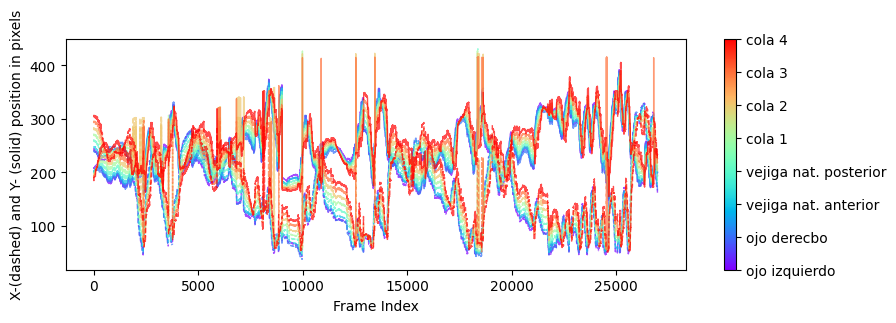 X-(dashed) and Y- (solid) position in pixels
400
300
200
100
0
5000
10000
15000
20000
25000
Frame Index
cola 4
cola 3
cola 2
cola 1
vejiga nat. posterior
vejiga nat. anterior
ojo derecbo
ojo izquierdo